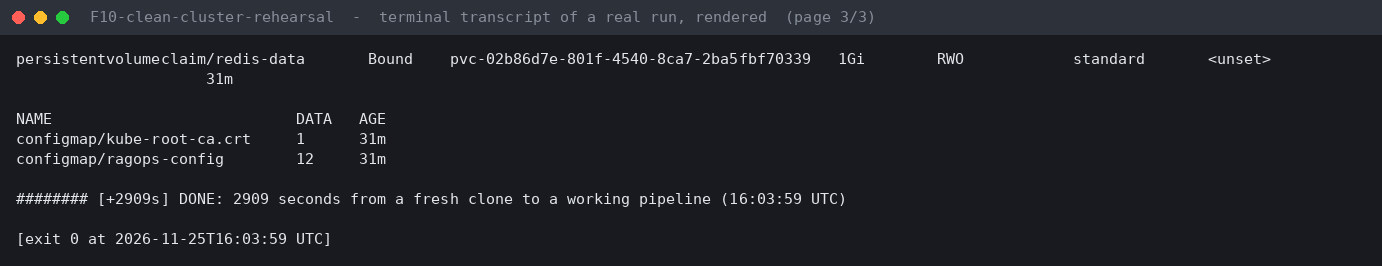 F10-clean-cluster-rehearsal - terminal transcript of a real run, rendered (page 3/3)
persistentvolumeclaim/redis-data Bound pvc-02b86d7e-801f-4540-8ca7-2ba5fbf70339 1Gi RWO standard <unset>
31m
NAME DATA AGE
configmap/kube-root-ca.crt 1 31m
configmap/ragops-config 12 31m
######## [+2909s] DONE: 2909 seconds from a fresh clone to a working pipeline (16:03:59 UTC)
[exit 0 at 2026-11-25T16:03:59 UTC]